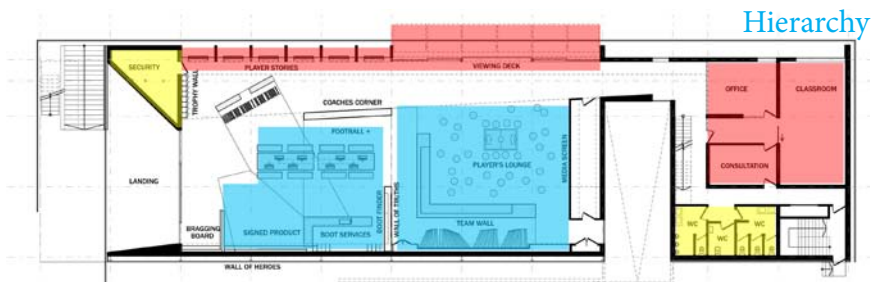 Hierarchy
SECURITY
PLAYER STORIES
VIEWING DECK
TROPHY WALL
OFFICE
CLASSROOM
COACHES CORNER
FOOTBALL +
PLAYER'S LOUNGE
MEDIA SCREEN
CONSULTATION
LANDING
BOOT FINDER
WALL OF TRUTHS
TEAM WALL
BRAGGING
BOARD
SIGNED PRODUCT
BOOT SERVICES
WC
WC
WC
WALL OF HEROES